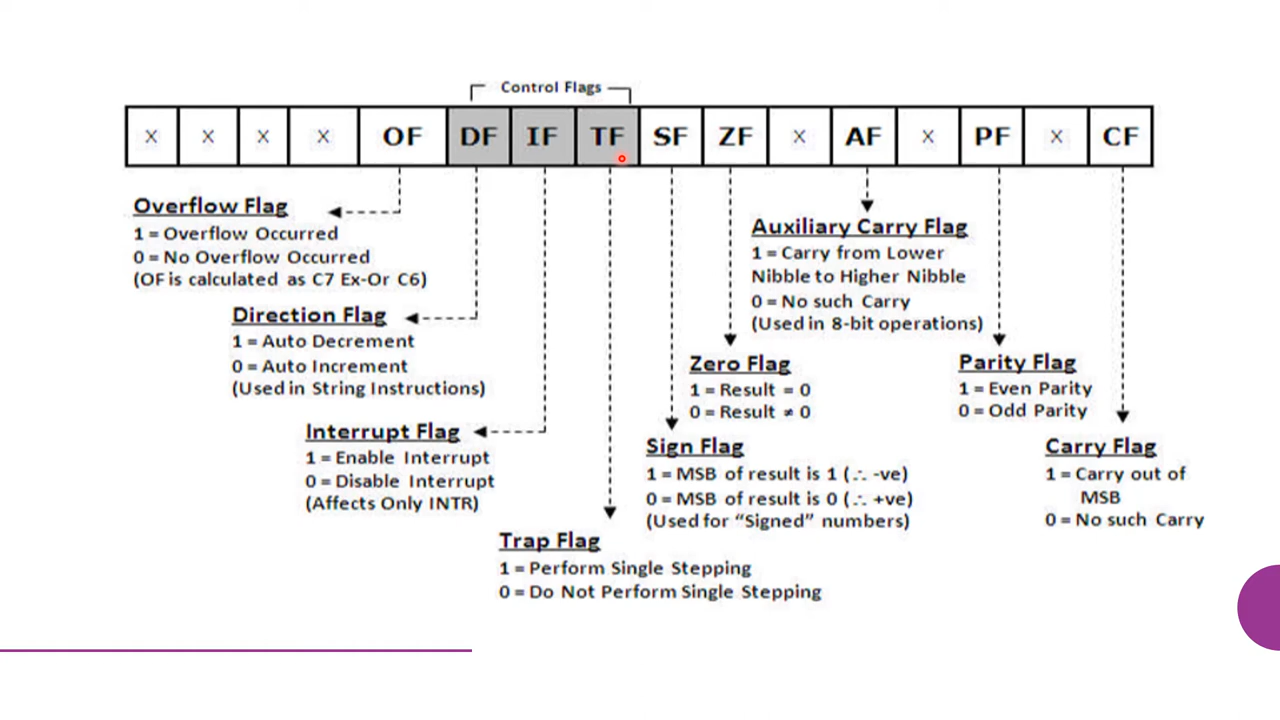 Control Flags
x x x x OF DF IF TF SF ZF x AF x PF x CF
Overflow Flag
1 = Overflow Occurred
0 = No Overflow Occurred
(OF is calculated as C7 Ex-Or C6)
Direction Flag
1 = Auto Decrement
0 = Auto Increment
(Used in String Instructions)
Interrupt Flag
1 = Enable Interrupt
0 = Disable Interrupt
(Affects Only INTR)
Trap Flag
1 = Perform Single Stepping
0 = Do Not Perform Single Stepping
Sign Flag
1 = MSB of result is 1 (∴ -ve)
0 = MSB of result is 0 (∴ +ve)
(Used for “Signed” numbers)
Zero Flag
1 = Result = 0
0 = Result ≠ 0
Auxiliary Carry Flag
1 = Carry from Lower
Nibble to Higher Nibble
0 = No such Carry
(Used in 8-bit operations)
Parity Flag
1 = Even Parity
0 = Odd Parity
Carry Flag
1 = Carry out of
MSB
0 = No such Carry